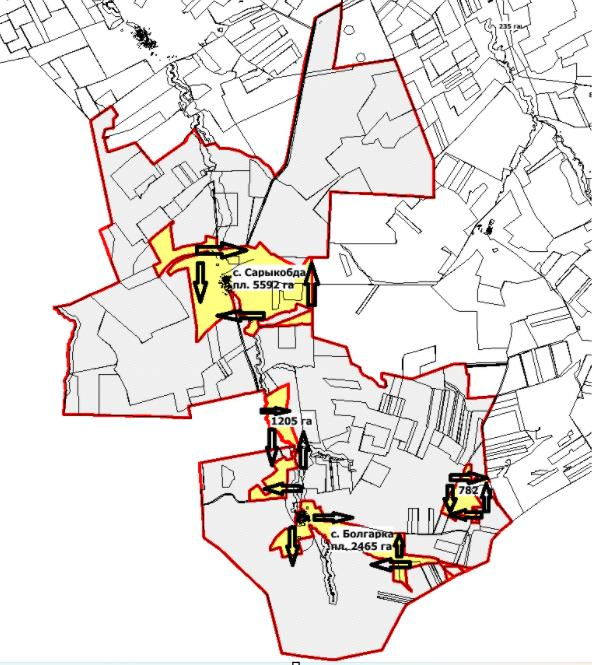 235 га
с. Сарыкобда
пл. 5592 га
1205 га
782
с. Болгарка
пл. 2465 га